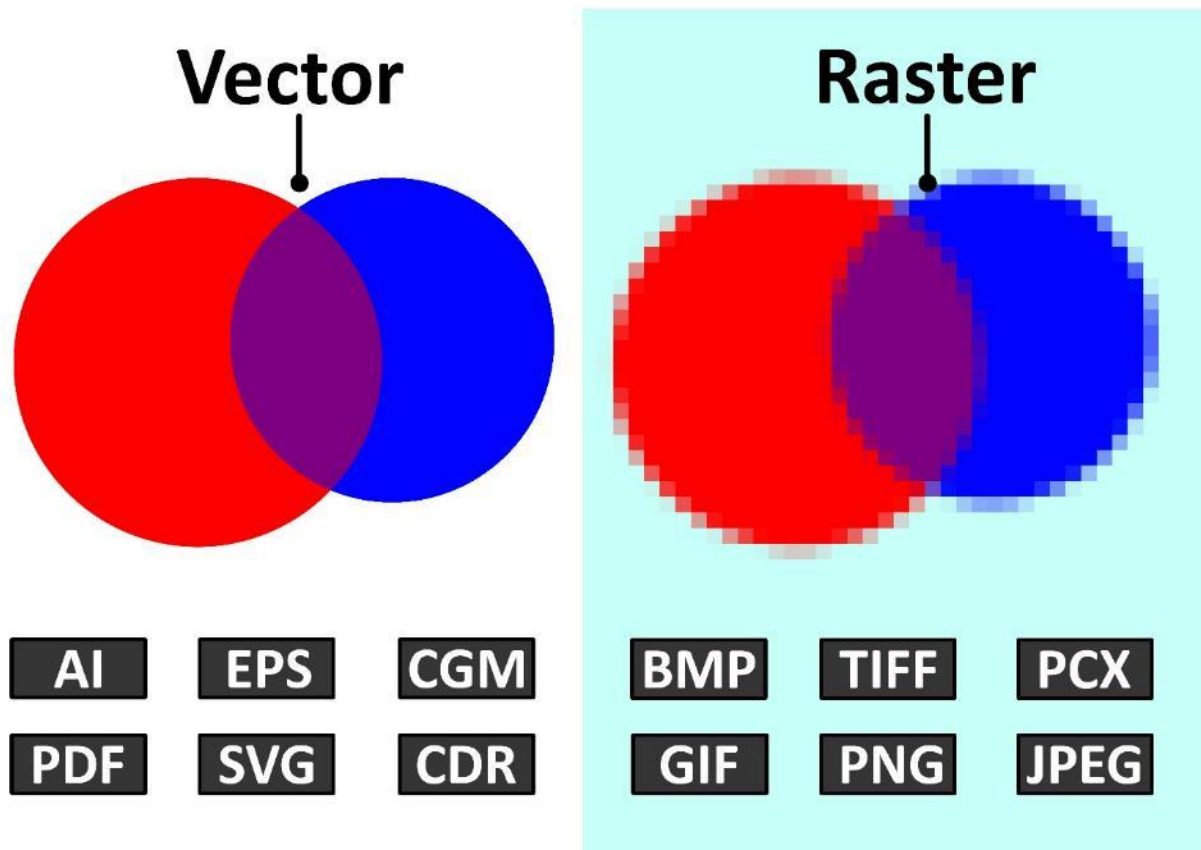 Vector
AI EPS CGM
PDF SVG CDR
Raster
BMP TIFF PCX
GIF PNG JPEG